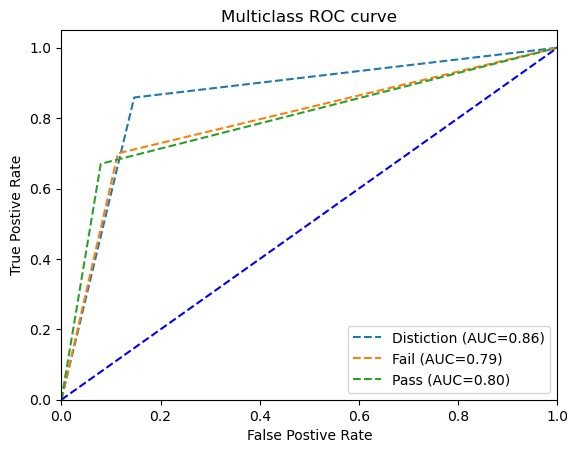 Multiclass ROC curve
True Postive Rate
1.0
0.8
0.6
0.4
0.2
0.0
0.0 0.2 0.4 0.6 0.8 1.0
False Postive Rate
Distiction (AUC=0.86)
Fail (AUC=0.79)
Pass (AUC=0.80)